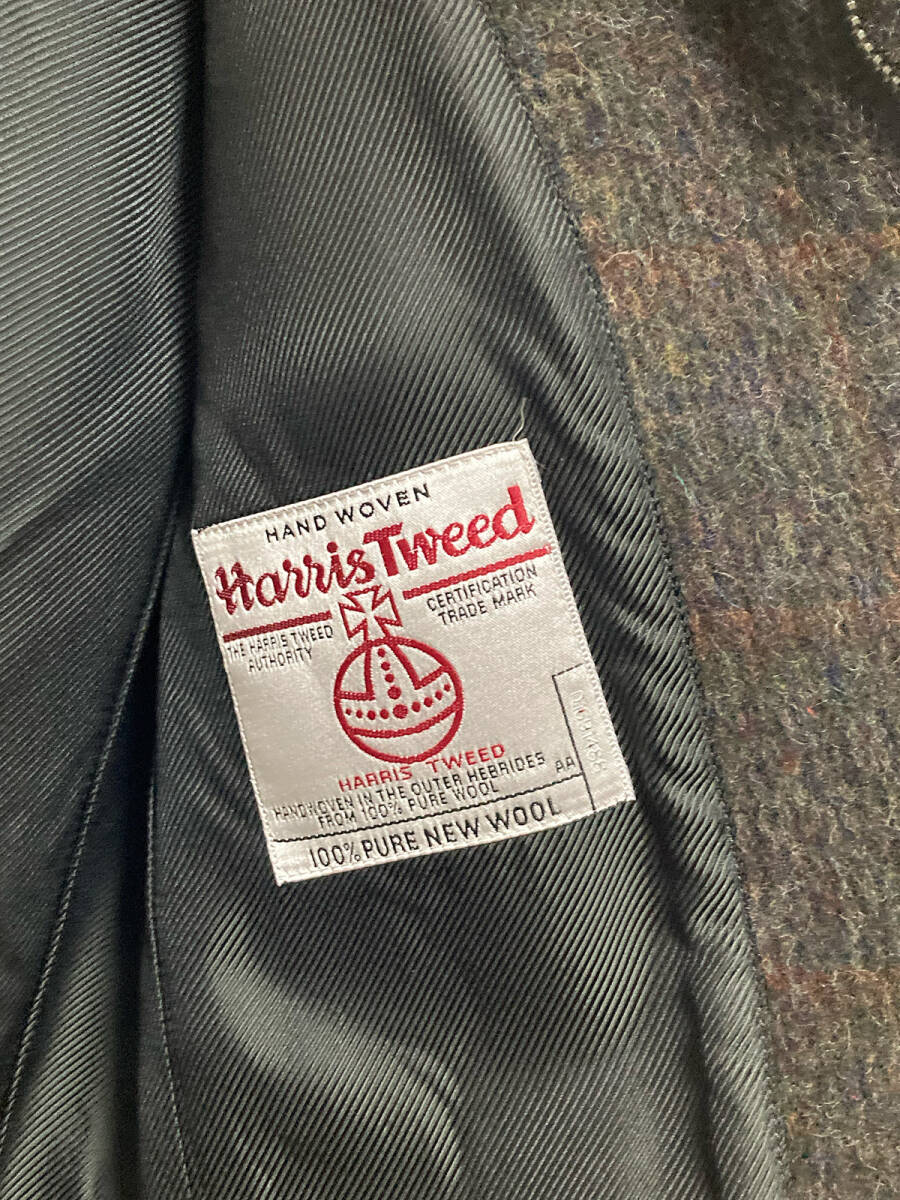 HAND WOVEN
Harris Tweed
CERTIFICATION
TRADE MARK
THE HARRIS TWEED
AUTHORITY
HARRIS TWEED
HANDWOVEN IN THE OUTER HEBRIDES
FROM 100% PURE WOOL
AA
100% PURE NEW WOOL